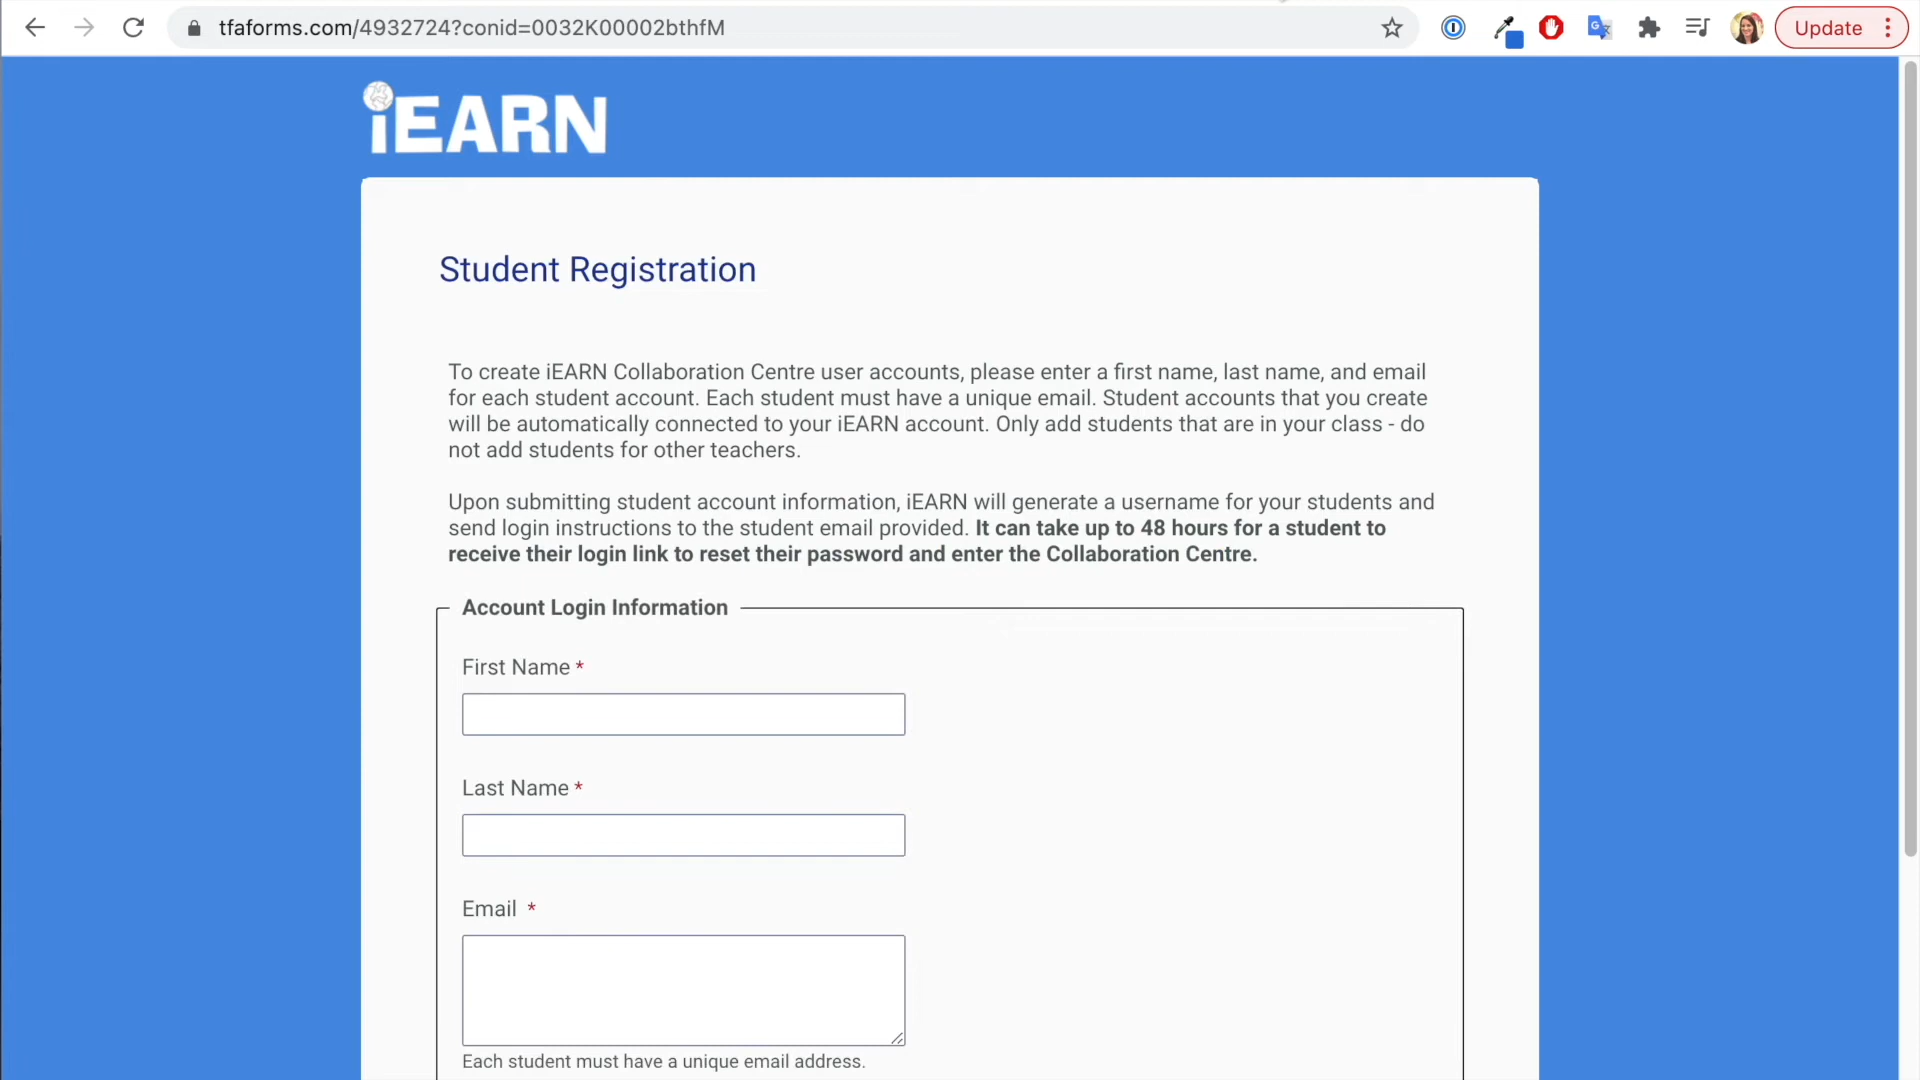 tfaforms.com/4932724?conid=0032K00002bthfM
Update
iEARN
Student Registration
To create iEARN Collaboration Centre user accounts, please enter a first name, last name, and email
for each student account. Each student must have a unique email. Student accounts that you create
will be automatically connected to your iEARN account. Only add students that are in your class - do
not add students for other teachers.
Upon submitting student account information, iEARN will generate a username for your students and
send login instructions to the student email provided. It can take up to 48 hours for a student to
receive their login link to reset their password and enter the Collaboration Centre.
Account Login Information
First Name *
Last Name *
Email *
Each student must have a unique email address.